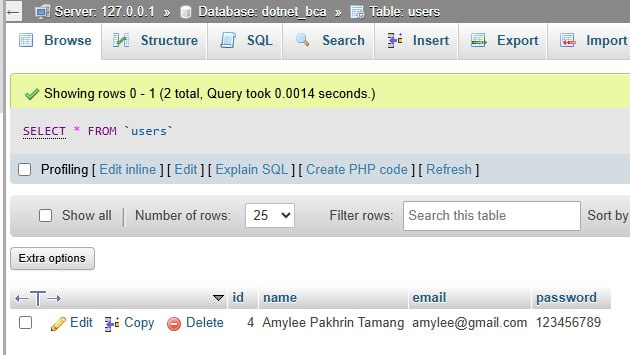 Server: 127.0.0.1 » Database: dotnet_bca » Table: users
Browse Structure SQL Search Insert Export Import
Showing rows 0 - 1 (2 total, Query took 0.0014 seconds.)
SELECT * FROM `users`
Profiling [ Edit inline ] [ Edit ] [ Explain SQL ] [ Create PHP code ] [ Refresh ]
Show all Number of rows: 25 Filter rows: Search this table Sort by
Extra options
id name email password
Edit Copy Delete 4 Amylee Pakhrin Tamang amylee@gmail.com 123456789